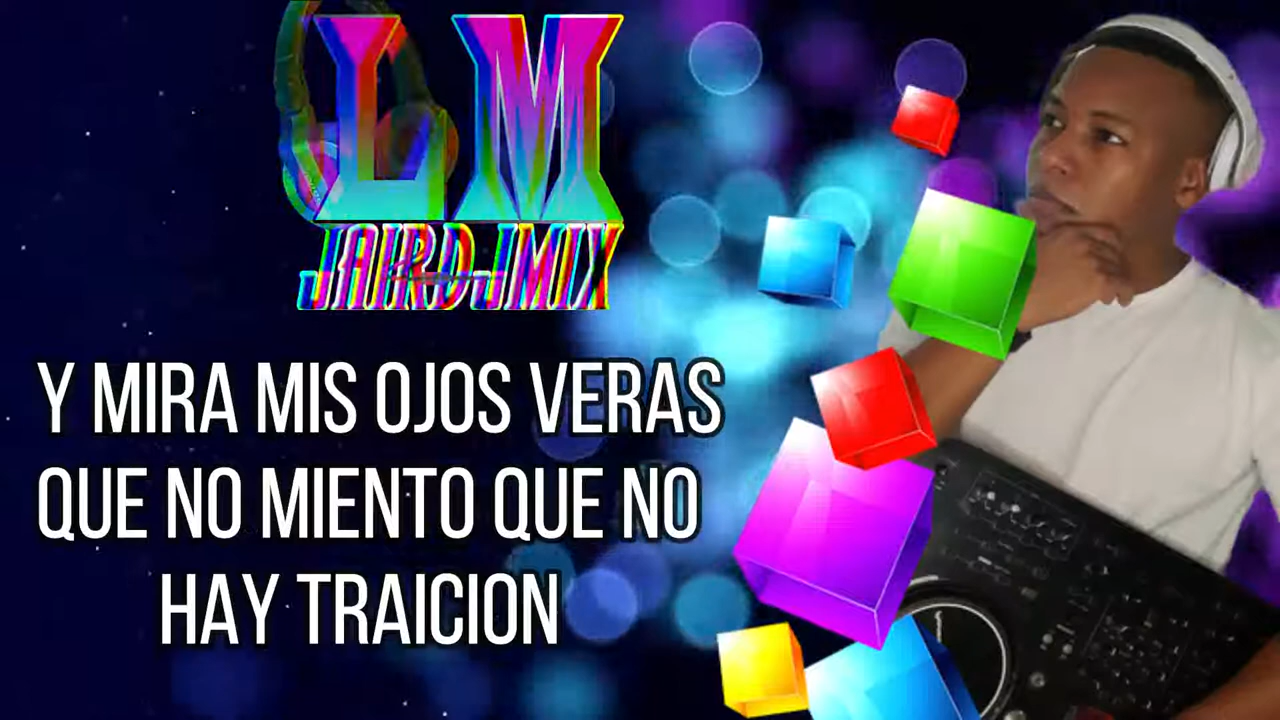 LM
JAIRDJMIX
Y MIRA MIS OJOS VERAS
QUE NO MIENTO QUE NO
HAY TRAICION